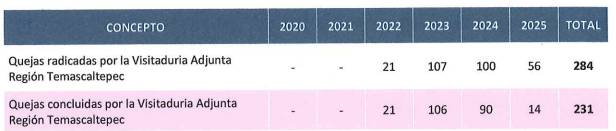 CONCEPTO 2020 2021 2022 2023 2024 2025 TOTAL
Quejas radicadas por la Visitaduria Adjunta
Región Temascaltepec - - 21 107 100 56 284
Quejas concluidas por la Visitaduria Adjunta
Región Temascaltepec - - 21 106 90 14 231